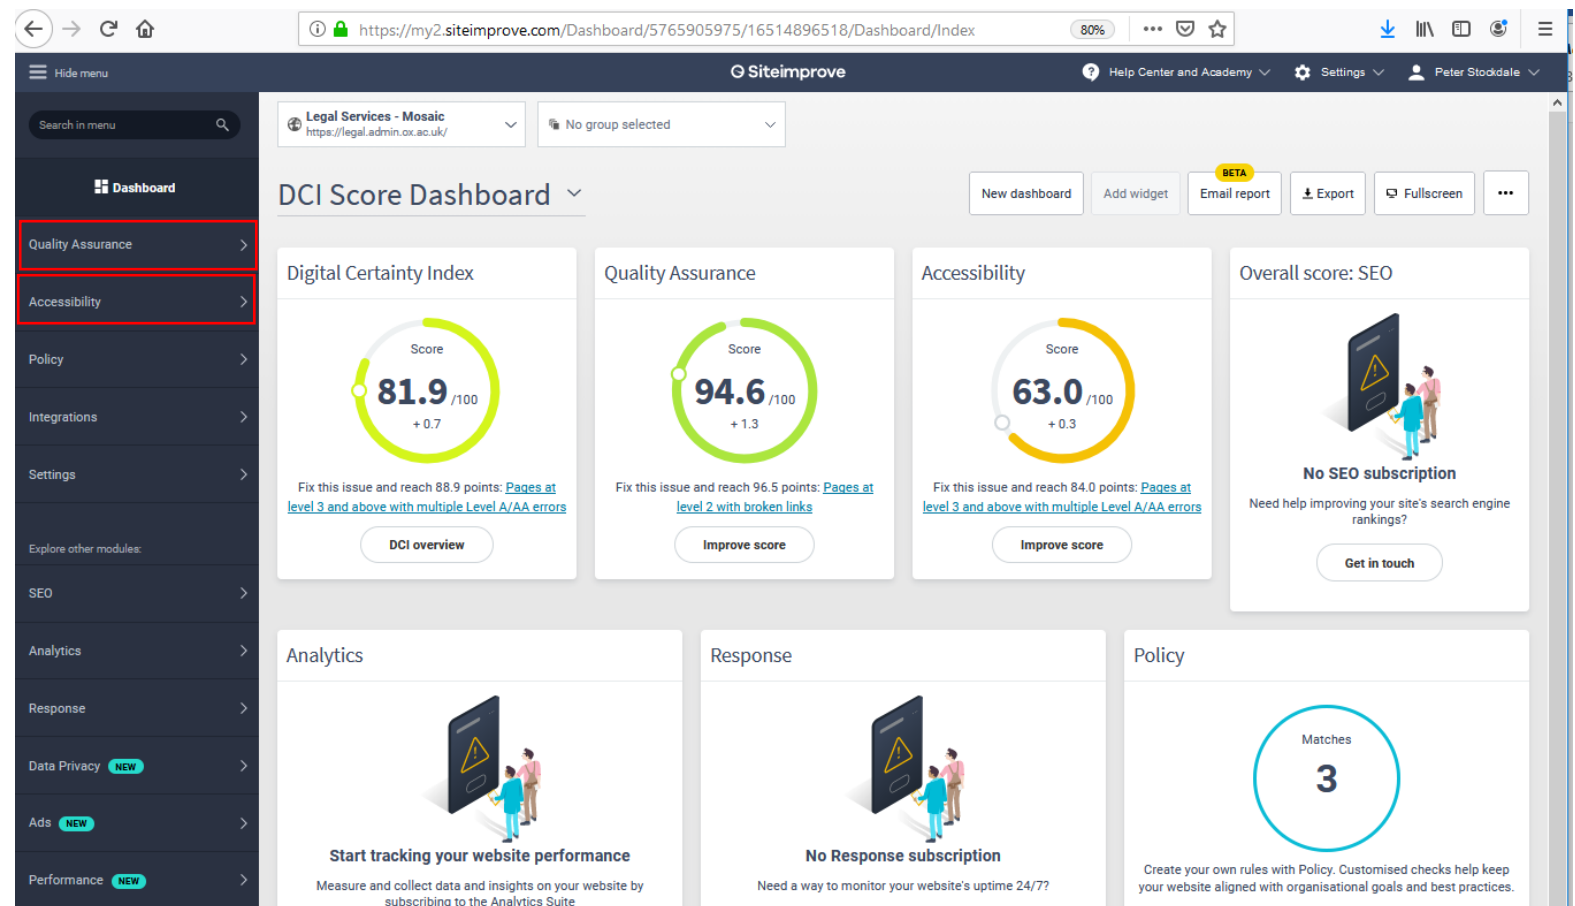 https://my2.siteimprove.com/Dashboard/5765905975/16514896518/Dashboard/Index
80%
Hide menu
Siteimprove
Help Center and Academy
Settings
Peter Stockdale
Search in menu
Legal Services - Mosaic
https://legal.admin.ox.ac.uk/
No group selected
Dashboard
DCI Score Dashboard
New dashboard
Add widget
BETA
Email report
Export
Fullscreen
Quality Assurance
Accessibility
Policy
Integrations
Settings
Explore other modules:
SEO
Analytics
Response
Data Privacy NEW
Ads NEW
Performance NEW
Digital Certainty Index
Score
81.9 /100
+ 0.7
Fix this issue and reach 88.9 points: Pages at
level 3 and above with multiple Level A/AA errors
DCI overview
Quality Assurance
Score
94.6 /100
+ 1.3
Fix this issue and reach 96.5 points: Pages at
level 2 with broken links
Improve score
Accessibility
Score
63.0 /100
+ 0.3
Fix this issue and reach 84.0 points: Pages at
level 3 and above with multiple Level A/AA errors
Improve score
Overall score: SEO
No SEO subscription
Need help improving your site's search engine
rankings?
Get in touch
Analytics
Start tracking your website performance
Measure and collect data and insights on your website by
subscribing to the Analytics Suite
Response
No Response subscription
Need a way to monitor your website's uptime 24/7?
Policy
Matches
3
Create your own rules with Policy. Customised checks help keep
your website aligned with organisational goals and best practices.